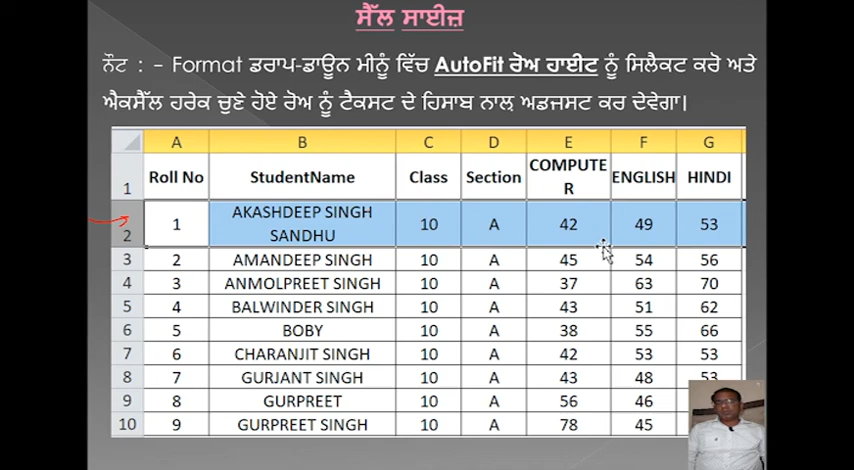 ਸੈੱਲ ਸਾਈਜ਼
ਨੌਟ : – Format ਡਰਾਪ-ਡਾਊਨ ਮੀਨੂੰ ਵਿੱਚ AutoFit ਰੋਅ ਹਾਈਟ ਨੂੰ ਸਿਲੈਕਟ ਕਰੋ ਅਤੇ
ਐਕਸੈੱਲ ਹਰੇਕ ਚੁਣੇ ਹੋਏ ਰੋਅ ਨੂੰ ਟੈਕਸਟ ਦੇ ਹਿਸਾਬ ਨਾਲ਼ ਅਡਜਸਟ ਕਰ ਦੇਵੇਗਾ।
A B C D E F G
1 Roll No StudentName Class Section COMPUTE ENGLISH HINDI
R
2 1 AKASHDEEP SINGH 10 A 42 49 53
SANDHU
3 2 AMANDEEP SINGH 10 A 45 54 56
4 3 ANMOLPREET SINGH 10 A 37 63 70
5 4 BALWINDER SINGH 10 A 43 51 62
6 5 BOBY 10 A 38 55 66
7 6 CHARANJIT SINGH 10 A 42 53 53
8 7 GURJANT SINGH 10 A 43 48 53
9 8 GURPREET 10 A 56 46
10 9 GURPREET SINGH 10 A 78 45